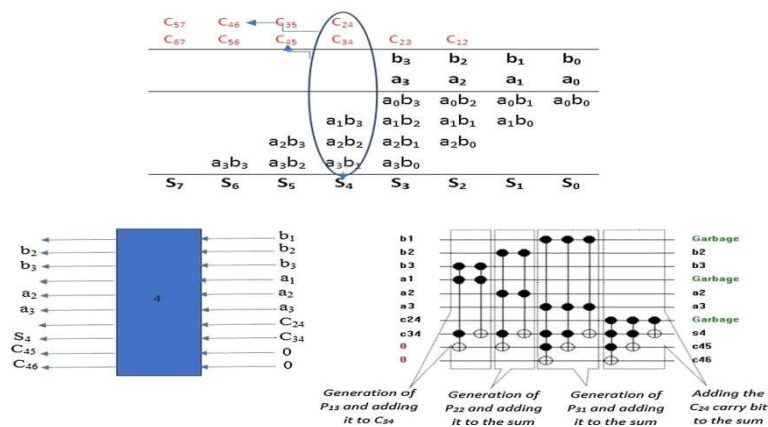 C57 C46 C35 C24
C67 C56 C45 C34 C23 C12
b3 b2 b1 b0
a3 a2 a1 a0
a0b3 a0b2 a0b1 a0b0
a1b3 a1b2 a1b1 a1b0
a2b3 a2b2 a2b1 a2b0
a3b3 a3b2 a3b1 a3b0
S7 S6 S5 S4 S3 S2 S1 S0
b1
b2 b2
b3 b3
a1
a2 a2
a3 a3
C24
S4 C34
C45 0
C46 0
4
b1 Garbage
b2 b2
b3 b3
a1 Garbage
a2 a2
a3 a3
c24 Garbage
c34 s4
0 c45
0 c46
Generation of
P13 and adding
it to C34
Generation of
P22 and adding
it to the sum
Generation of
P31 and adding
it to the sum
Adding the
C24 carry bit
to the sum